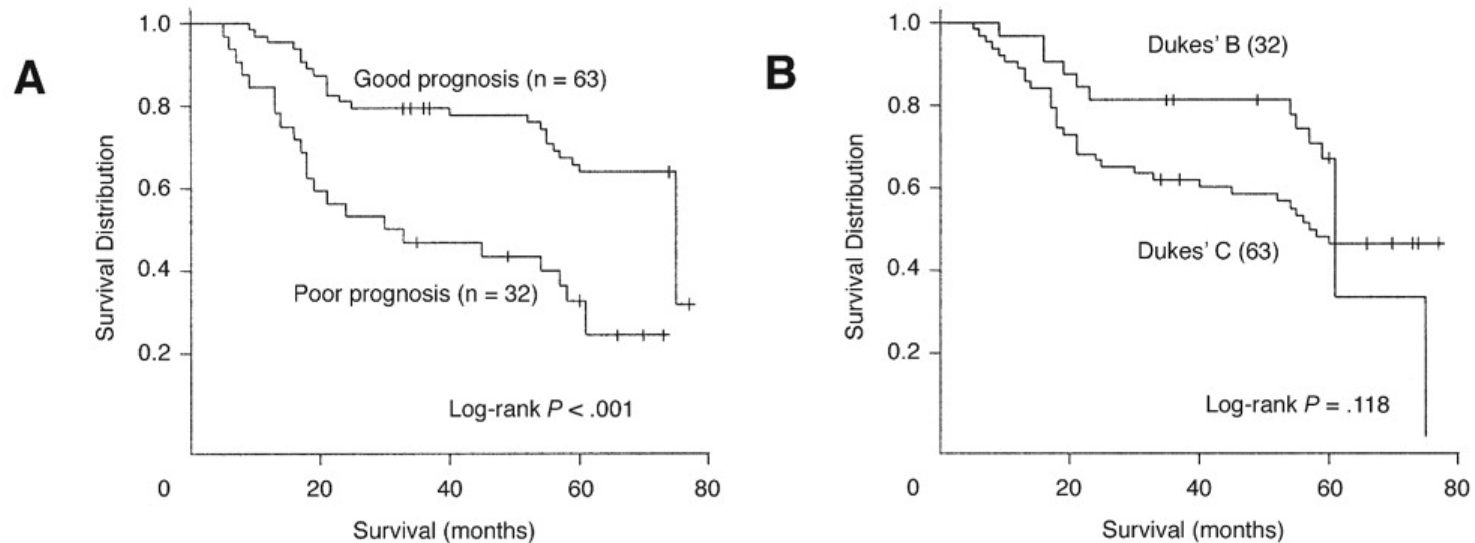 A
Survival Distribution
1.0
0.8
0.6
0.4
0.2
0
20
40
60
80
Survival (months)
Good prognosis (n = 63)
Poor prognosis (n = 32)
Log-rank P < .001
B
Survival Distribution
1.0
0.8
0.6
0.4
0.2
0
20
40
60
80
Survival (months)
Dukes' B (32)
Dukes' C (63)
Log-rank P = .118